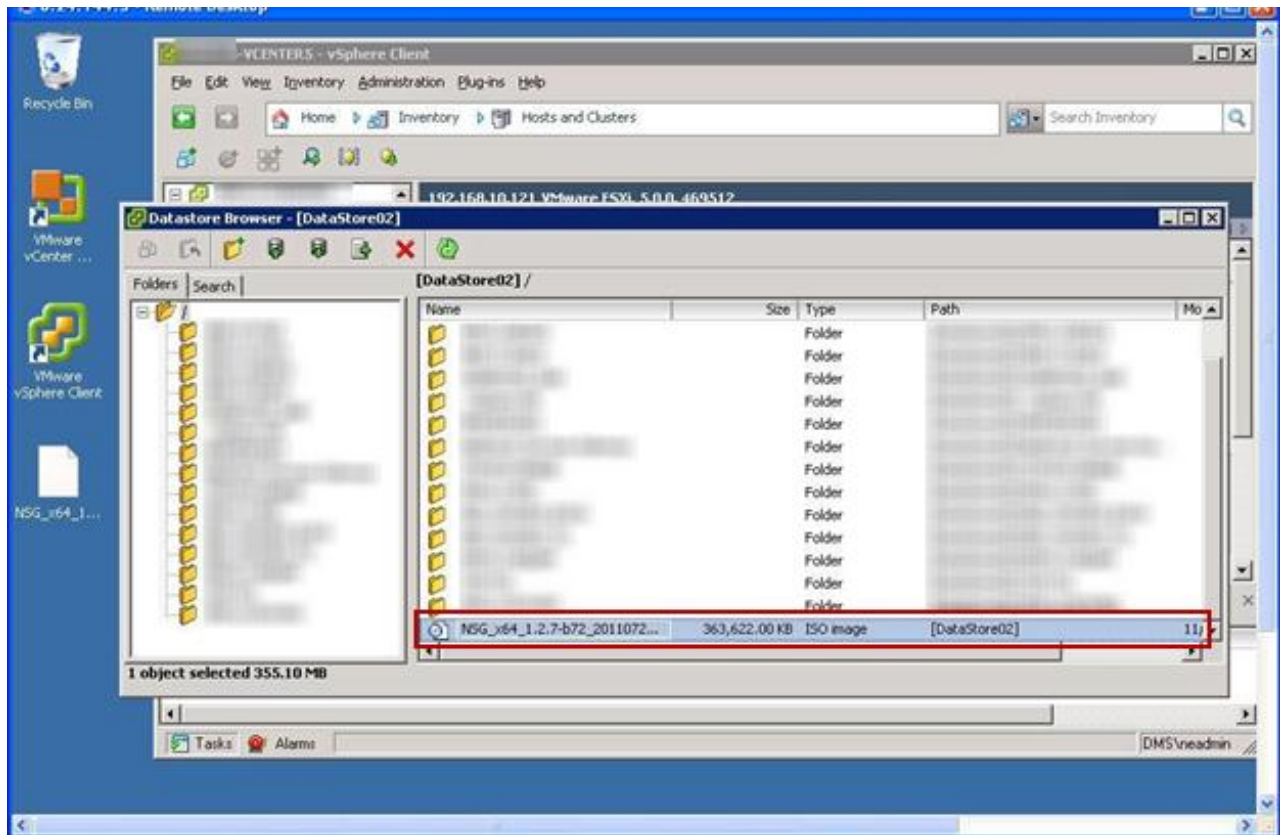 Remote Desktop
Recycle Bin
-VCENTER5 - vSphere Client
File Edit View Inventory Administration Plug-ins Help
Home Inventory Hosts and Clusters
Search Inventory
192.168.10.121 VMware ESXi, 5.0.0, 469512
VMware
vCenter ...
Datastore Browser - [DataStore02]
Folders Search
[DataStore02] /
/
Name Size Type Path Mo
Folder
Folder
Folder
Folder
Folder
Folder
Folder
Folder
Folder
Folder
Folder
Folder
Folder
NSG_x64_1.2.7-b72_2011072... 363,622.00 KB ISO image [DataStore02] 11/
1 object selected 355.10 MB
VMware
vSphere Client
NSG_x64_1...
Tasks Alarms
DMS\neadmin